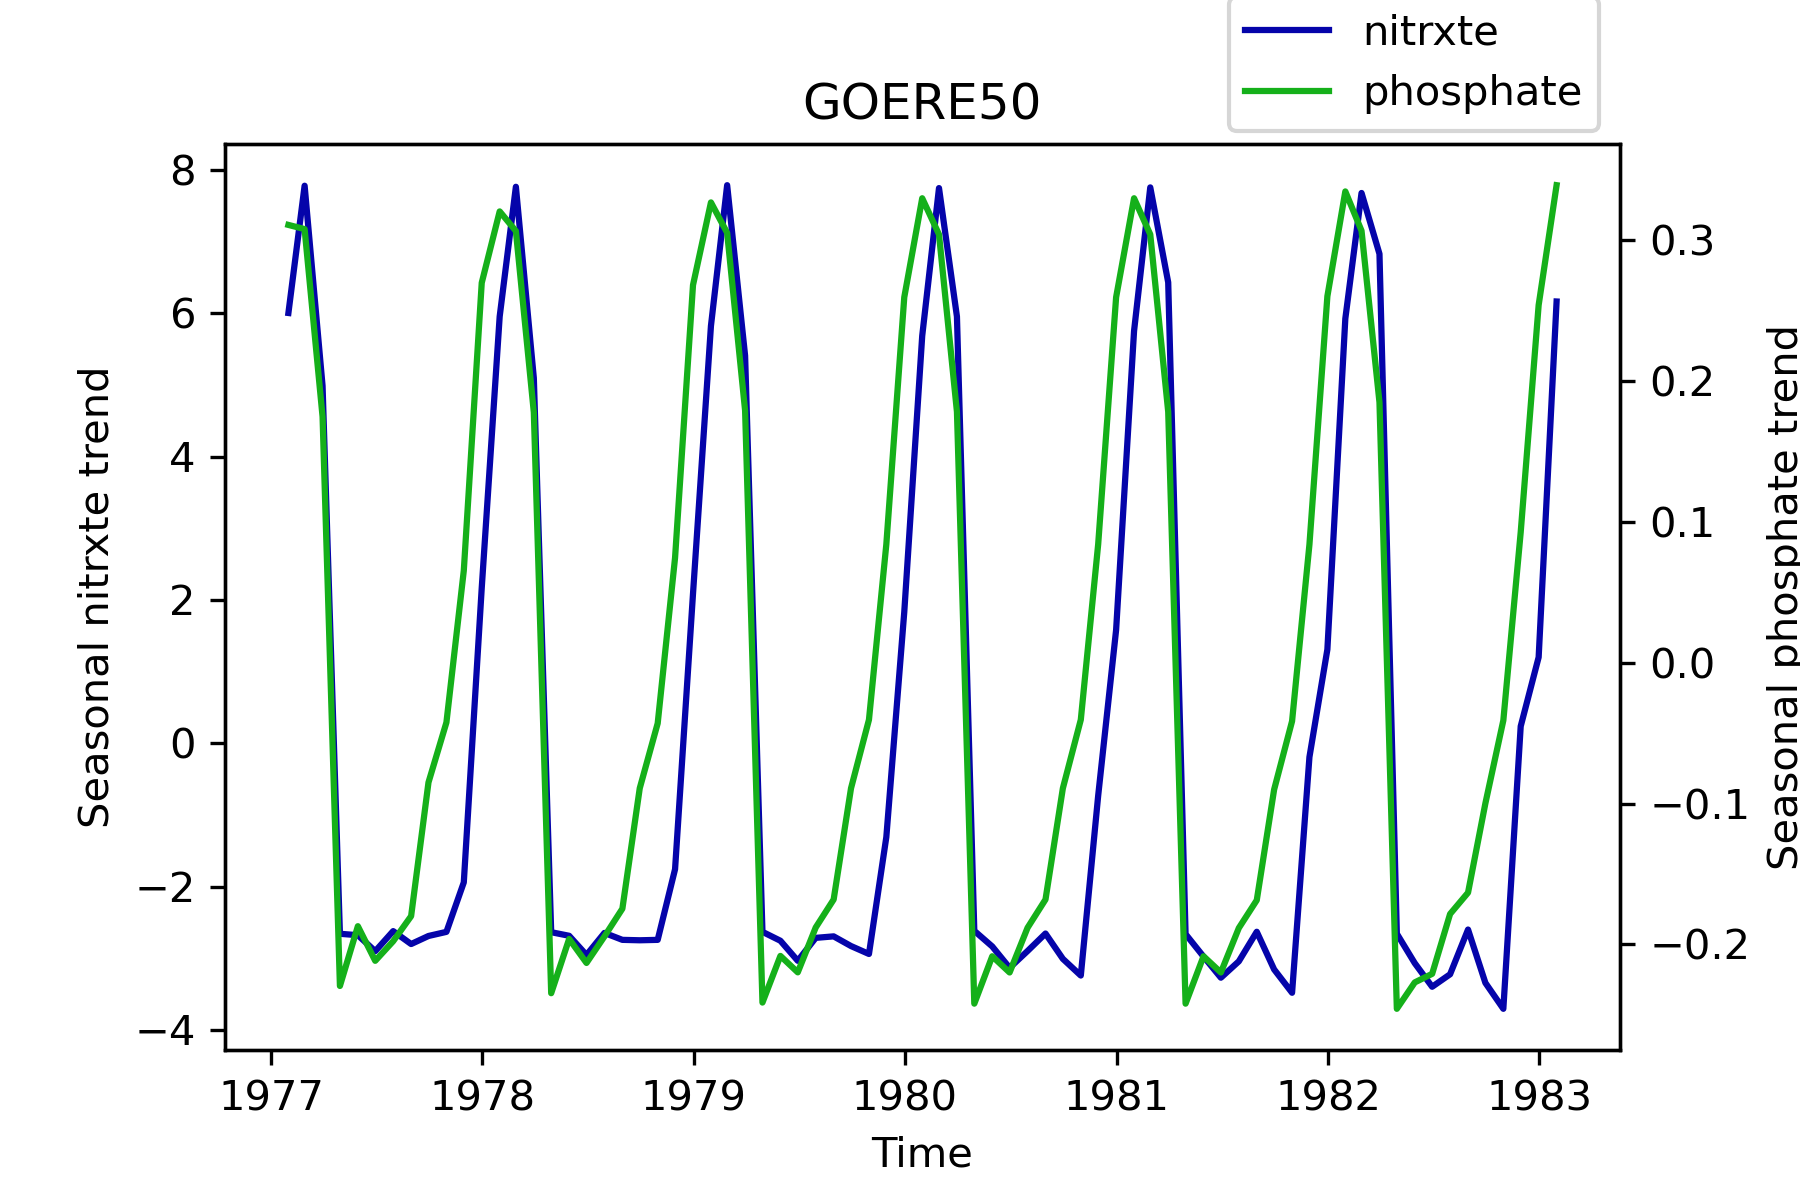 nitrxte
phosphate
GOERE50
8
6
4
2
0
−2
−4
Seasonal nitrxte trend
0.3
0.2
0.1
0.0
−0.1
−0.2
Seasonal phosphate trend
1977 1978 1979 1980 1981 1982 1983
Time